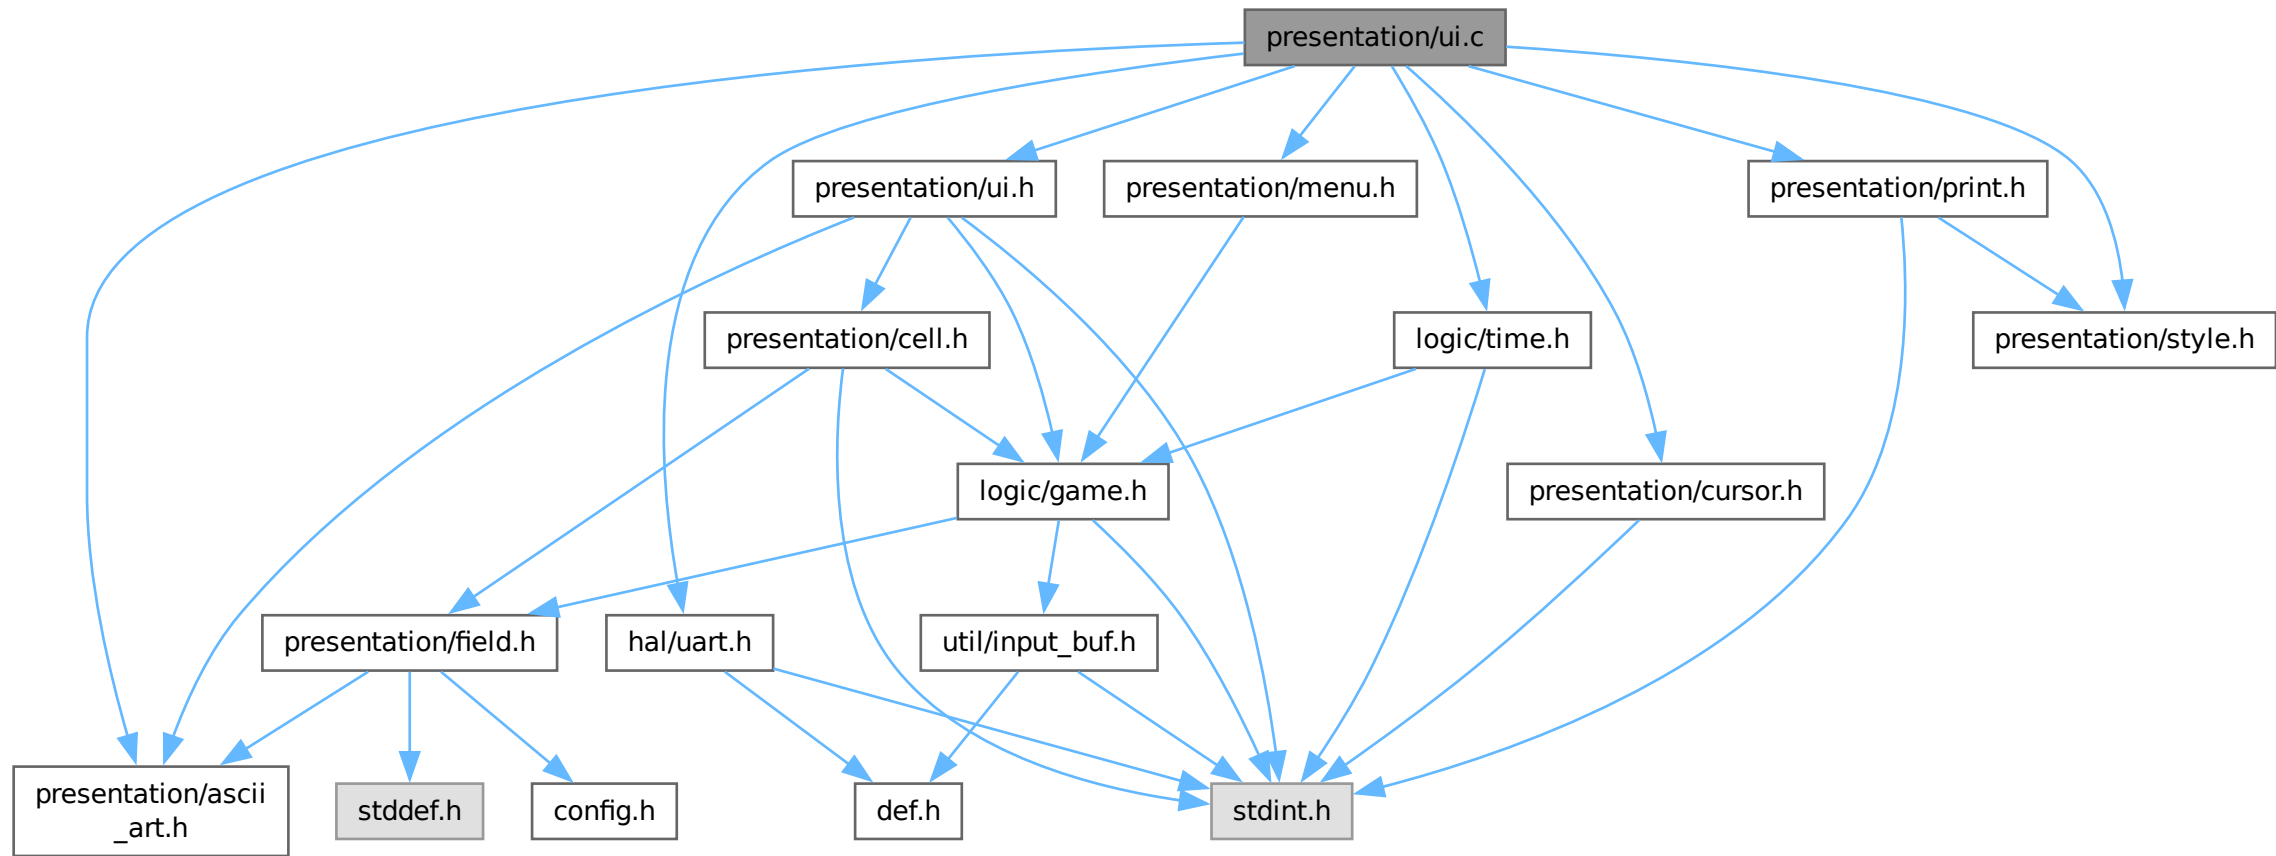 presentation/ui.c
presentation/ui.h
presentation/menu.h
presentation/print.h
presentation/cell.h
logic/time.h
presentation/style.h
logic/game.h
presentation/cursor.h
presentation/field.h
hal/uart.h
util/input_buf.h
presentation/ascii
_art.h
stddef.h
config.h
def.h
stdint.h